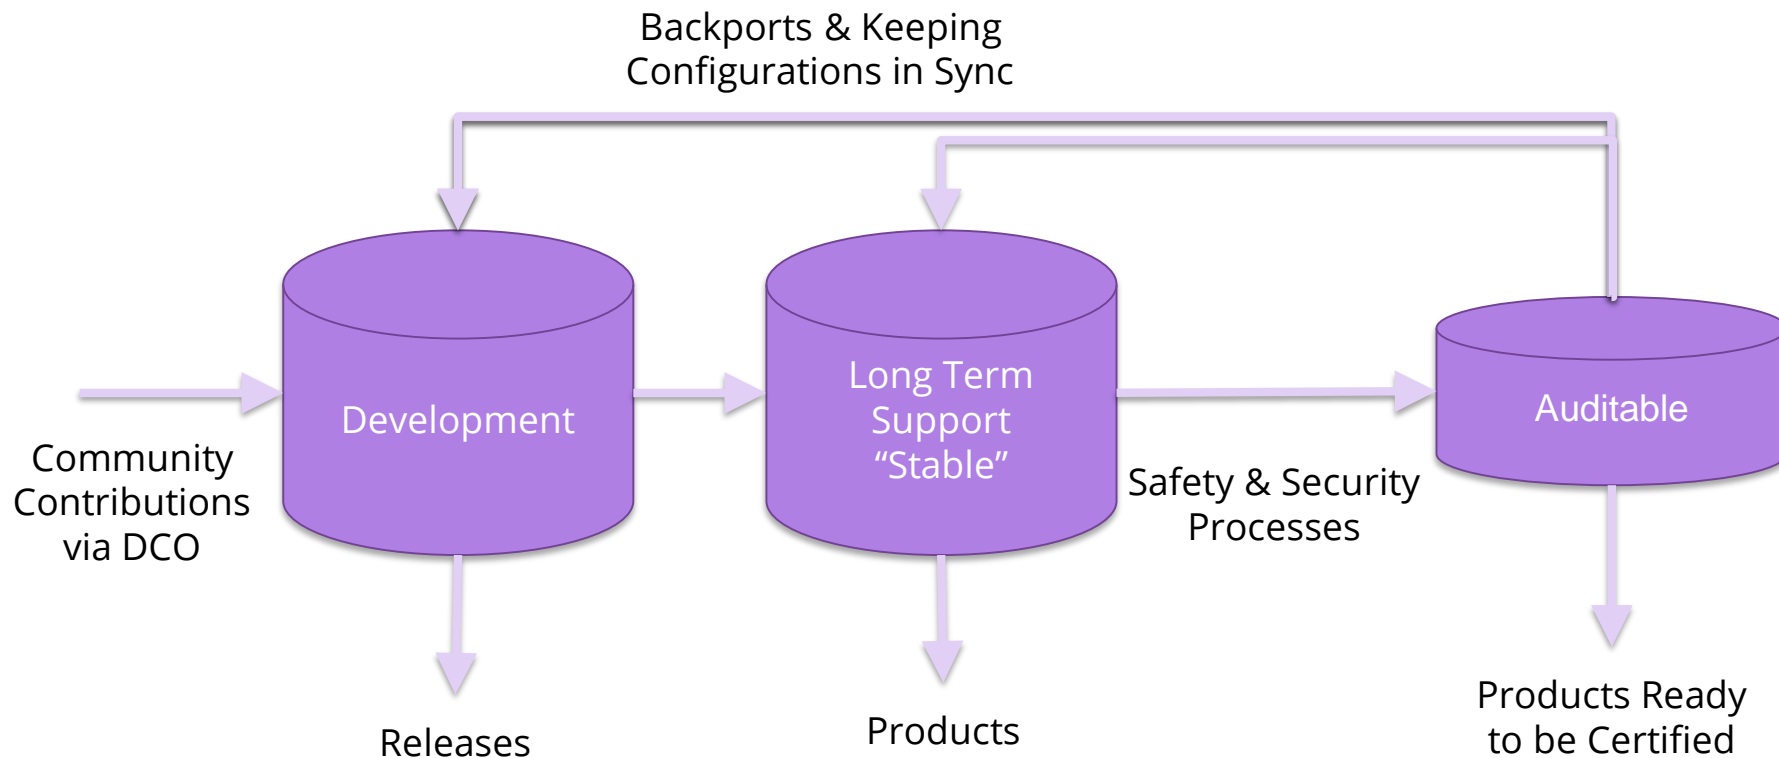 Backports & Keeping
Configurations in Sync
Development
Long Term
Support
“Stable”
Auditable
Community
Contributions
via DCO
Safety & Security
Processes
Releases
Products
Products Ready
to be Certified